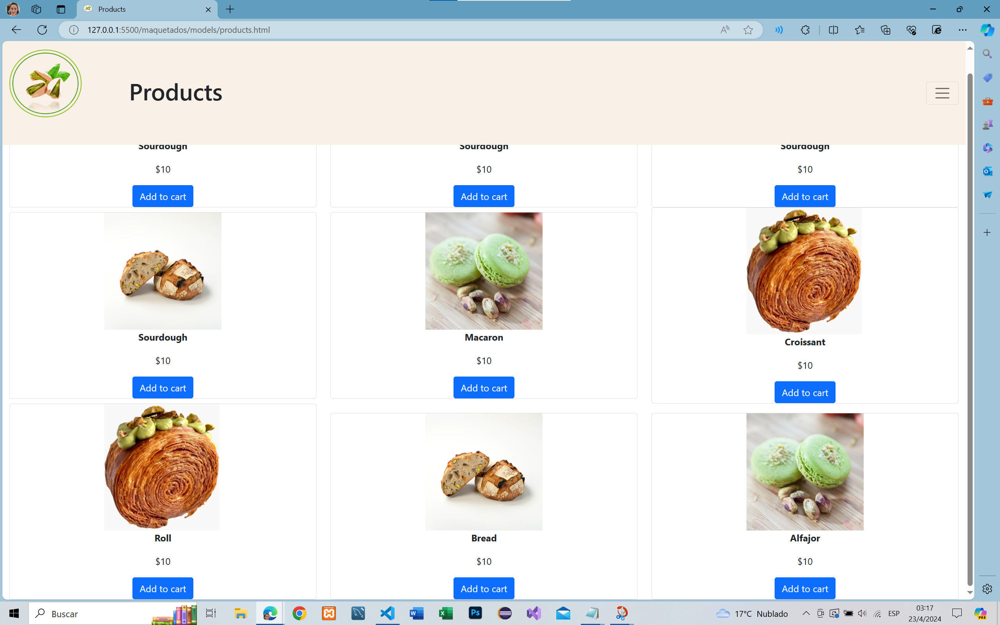 Products
127.0.0.1:5500/maquetados/models/products.html
Products
Sourdough
Sourdough
Sourdough
$10
$10
$10
Add to cart
Add to cart
Add to cart
Sourdough
Macaron
Croissant
$10
$10
$10
Add to cart
Add to cart
Add to cart
Roll
Bread
Alfajor
$10
$10
$10
Add to cart
Add to cart
Add to cart
Buscar
17°C Nublado
ESP
03:17
23/4/2024
PRE